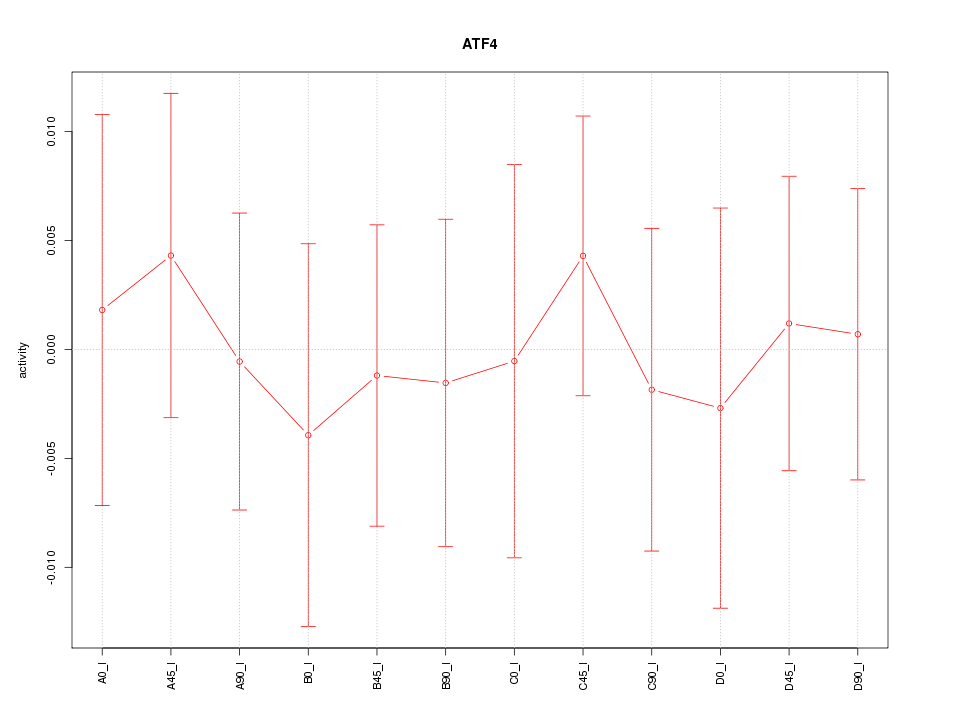 ATF4
activity
0.010
0.005
0.000
-0.005
-0.010
A0_I
A45_I
A90_I
B0_I
B45_I
B90_I
C0_I
C45_I
C90_I
D0_I
D45_I
D90_I